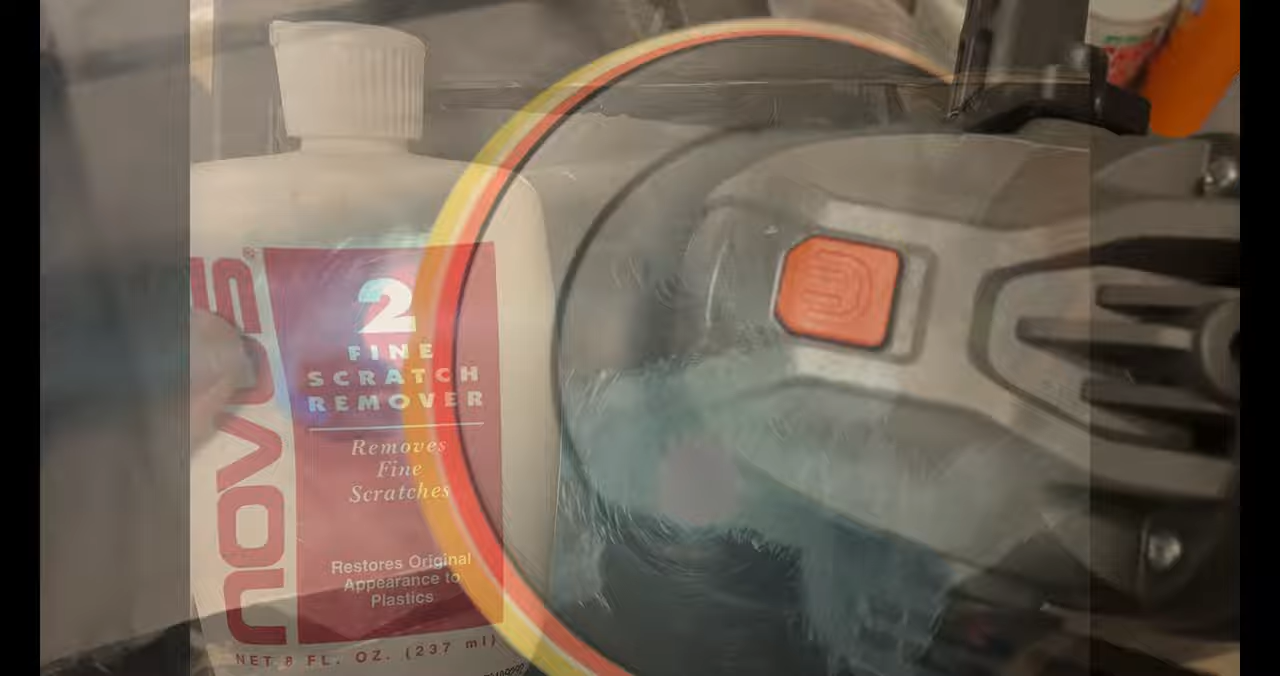 novus®
2
FINE
SCRATCH
REMOVER
Removes
Fine
Scratches
Restores Original
Appearance to
Plastics
NET 8 FL. OZ. (237 ml)